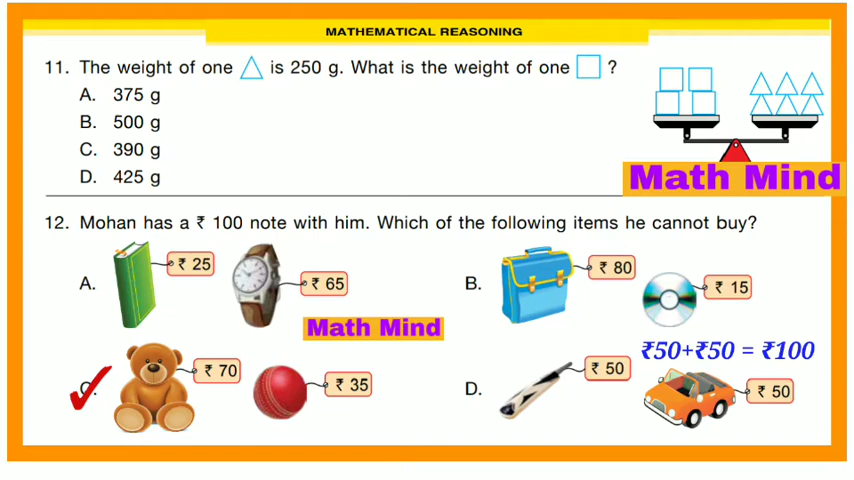 MATHEMATICAL REASONING
11. The weight of one △ is 250 g. What is the weight of one □ ?
A. 375 g
B. 500 g
C. 390 g
D. 425 g
Math Mind
12. Mohan has a ₹ 100 note with him. Which of the following items he cannot buy?
A. ₹ 25 ₹ 65
B. ₹ 80 ₹ 15
Math Mind
₹50+₹50 = ₹100
C. ₹ 70 ₹ 35
D. ₹ 50 ₹ 50